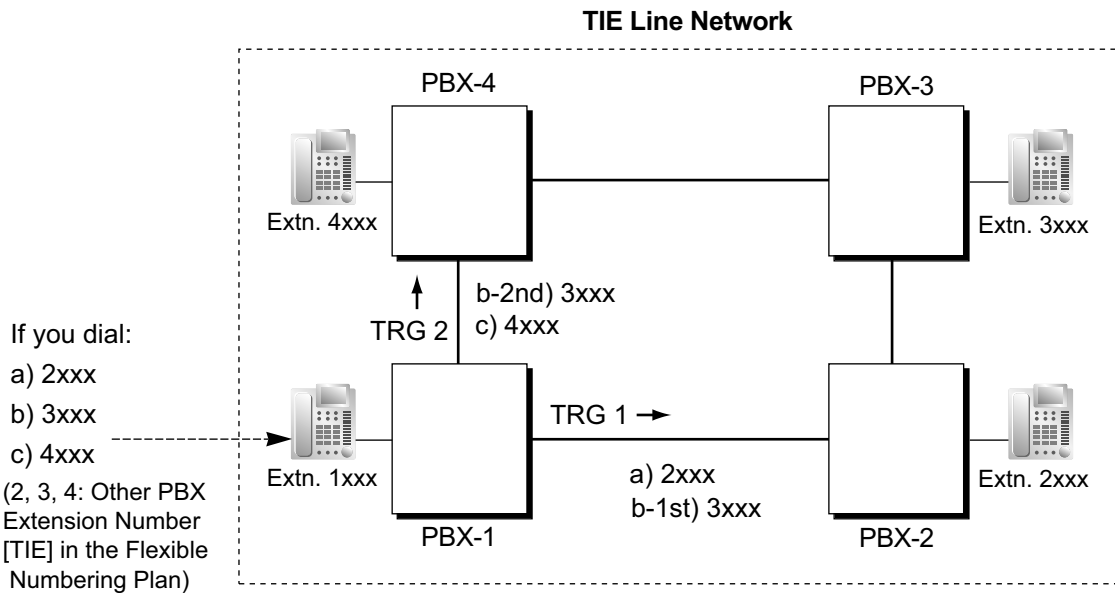 TIE Line Network
PBX-4
PBX-3
Extn. 4xxx
Extn. 3xxx
b-2nd) 3xxx
c) 4xxx
TRG 2
If you dial:
a) 2xxx
b) 3xxx
c) 4xxx
(2, 3, 4: Other PBX
Extension Number
[TIE] in the Flexible
Numbering Plan)
TRG 1
Extn. 1xxx
a) 2xxx
b-1st) 3xxx
Extn. 2xxx
PBX-1
PBX-2